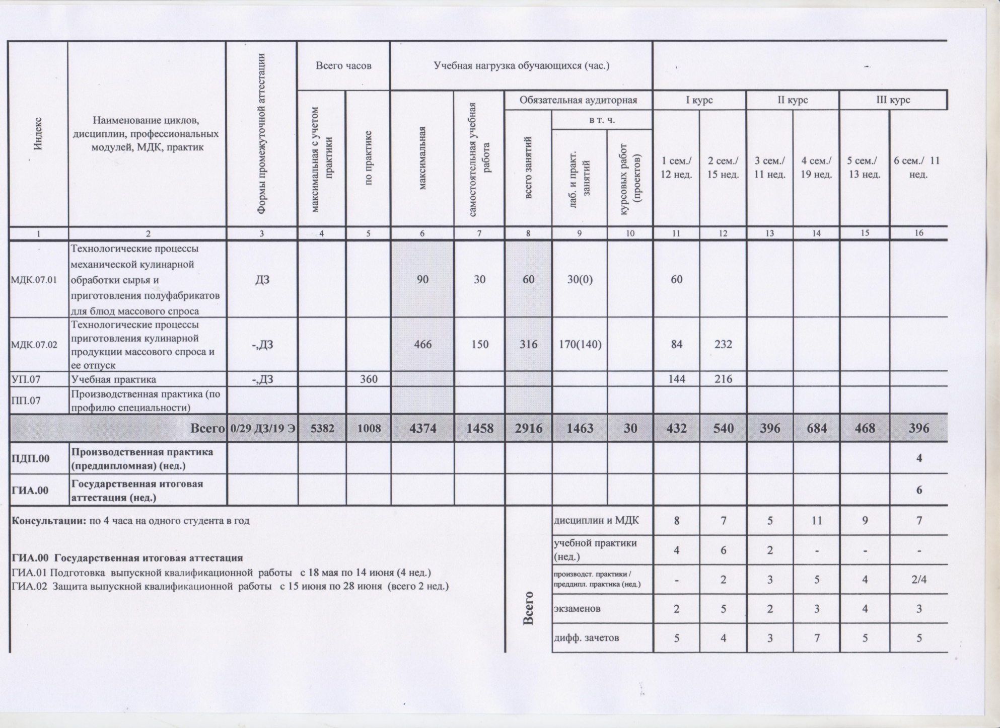 Индекс
Наименование циклов,
дисциплин, профессиональных
модулей, МДК, практик
Формы промежуточной аттестации
Всего часов
максимальная с учетом
практики
по практике
Учебная нагрузка обучающихся (час.)
максимальная
самостоятельная учебная
работа
Обязательная аудиторная
всего занятий
в т. ч.
лаб. и практ.
занятий
курсовых работ
(проектов)
I курс
II курс
III курс
1 сем./
12 нед.
2 сем./
15 нед.
3 сем./
11 нед.
4 сем./
19 нед.
5 сем./
13 нед.
6 сем./ 11
нед.
1 2 3 4 5 6 7 8 9 10 11 12 13 14 15 16
МДК.07.01
Технологические процессы
механической кулинарной
обработки сырья и
приготовления полуфабрикатов
для блюд массового спроса
ДЗ 90 30 60 30(0) 60
МДК.07.02
Технологические процессы
приготовления кулинарной
продукции массового спроса и
ее отпуск
-,ДЗ 466 150 316 170(140) 84 232
УП.07 Учебная практика -,ДЗ 360 144 216
ПП.07
Производственная практика (по
профилю специальности)
Всего 0/29 ДЗ/19 Э 5382 1008 4374 1458 2916 1463 30 432 540 396 684 468 396
ПДП.00
Производственная практика
(преддипломная) (нед.)
4
ГИА.00
Государственная итоговая
аттестация (нед.)
6
Консультации: по 4 часа на одного студента в год
ГИА.00 Государственная итоговая аттестация
ГИА.01 Подготовка выпускной квалификационной работы с 18 мая по 14 июня (4 нед.)
ГИА.02 Защита выпускной квалификационной работы с 15 июня по 28 июня (всего 2 нед.)
Всего
дисциплин и МДК 8 7 5 11 9 7
учебной практики
(нед.)
4 6 2 - - -
производст. практики /
преддипл. практика (нед.)
- 2 3 5 4 2/4
экзаменов 2 5 2 3 4 3
дифф. зачетов 5 4 3 7 5 5